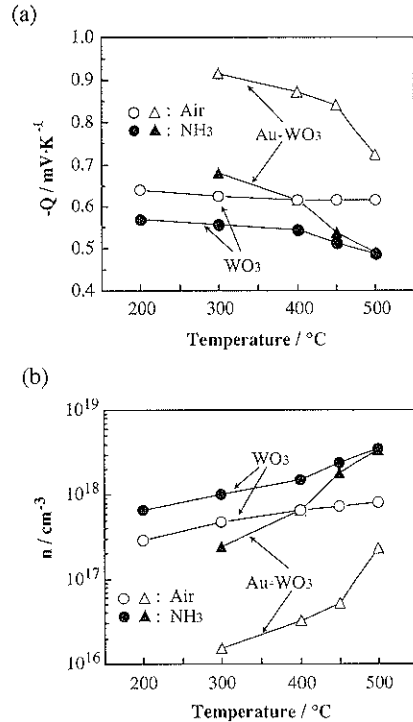 (a)
1.0
0.9
0.8
0.7
0.6
0.5
0.4
-Q / mV·K⁻¹
○ △ : Air
● ▲ : NH₃
Au-WO₃
WO₃
200 300 400 500
Temperature / °C
(b)
10¹⁹
10¹⁸
10¹⁷
10¹⁶
n / cm⁻³
WO₃
Au-WO₃
○ △ : Air
● ▲ : NH₃
200 300 400 500
Temperature / °C